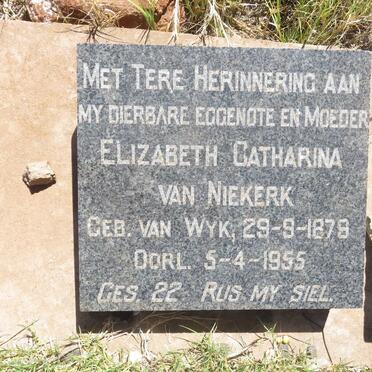 MET TERE HERINNERING AAN
MY DIERBARE EGGENOTE EN MOEDER
ELIZABETH CATHARINA
VAN NIEKERK
GEB. VAN WYK, 29-9-1879
OORL. 5-4-1955
GES. 22 RUS MY SIEL.